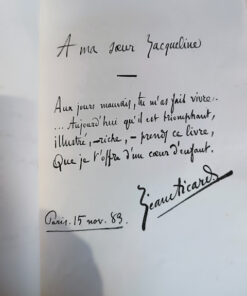 A ma sœur Jacqueline
Aux jours mauvais, tu m'as fait vivre..
... Aujourd'hui qu'il est triomphant,
illustré, - riche, - prends ce livre,
Que je t'offre d'un cœur d'enfant.
Jean Aicard
Paris. 15 nov. 83.